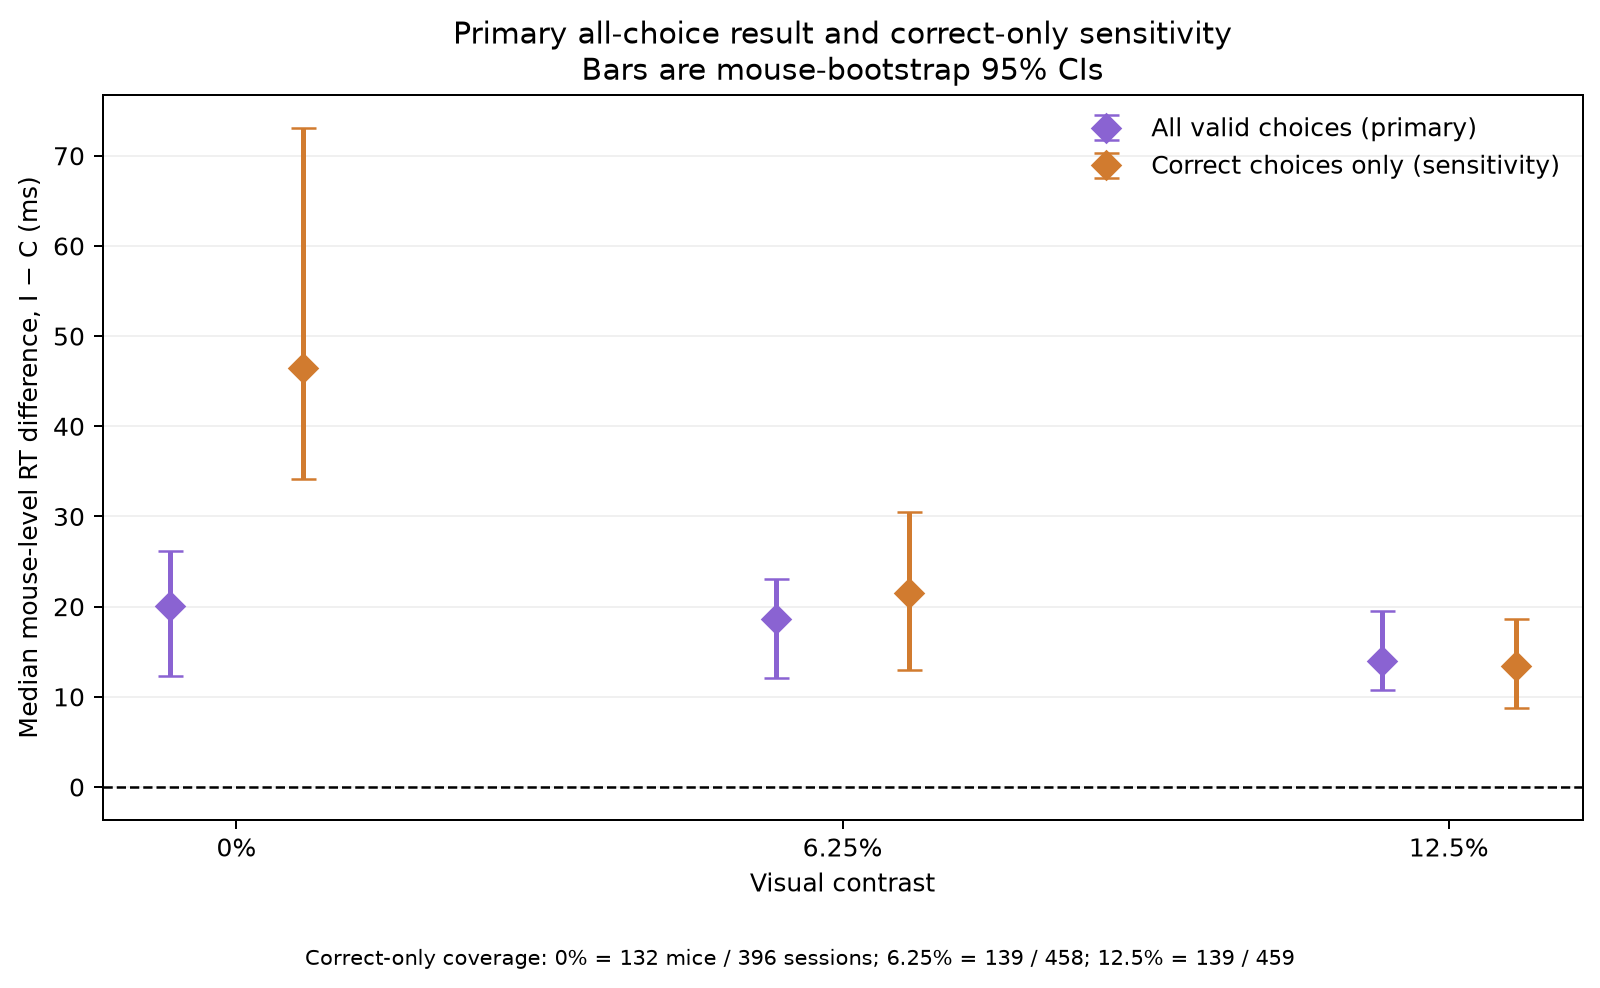 Primary all-choice result and correct-only sensitivity
Bars are mouse-bootstrap 95% CIs
All valid choices (primary)
Correct choices only (sensitivity)
Median mouse-level RT difference, I − C (ms)
70
60
50
40
30
20
10
0
0%
6.25%
12.5%
Visual contrast
Correct-only coverage: 0% = 132 mice / 396 sessions; 6.25% = 139 / 458; 12.5% = 139 / 459